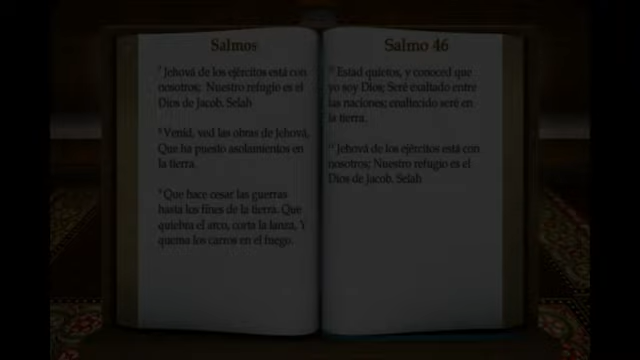 Salmos
7 Jehová de los ejércitos está con
nosotros; Nuestro refugio es el
Dios de Jacob. Selah
8 Venid, ved las obras de Jehová,
Que ha puesto asolamientos en
la tierra.
9 Que hace cesar las guerras
hasta los fines de la tierra. Que
quiebra el arco, corta la lanza, Y
quema los carros en el fuego.
Salmo 46
10 Estad quietos, y conoced que
yo soy Dios; Seré exaltado entre
las naciones; enaltecido seré en
la tierra.
11 Jehová de los ejércitos está con
nosotros; Nuestro refugio es el
Dios de Jacob. Selah